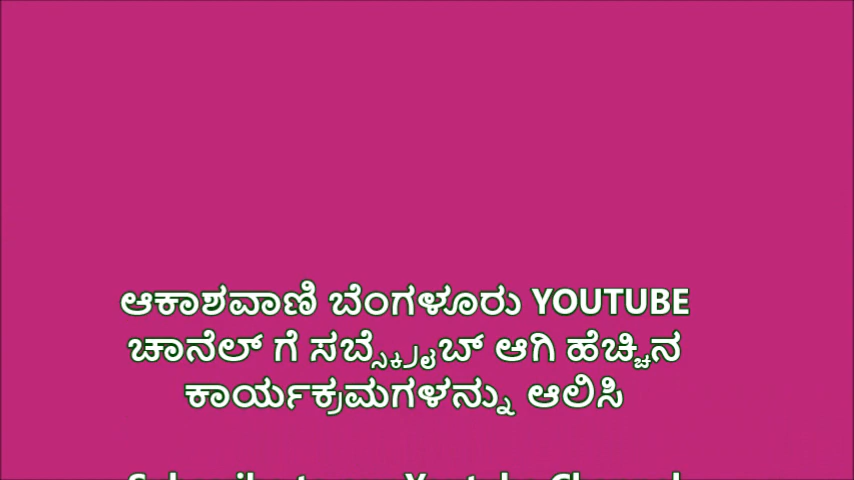 ಆಕಾಶವಾಣಿ ಬೆಂಗಳೂರು YOUTUBE
ಚಾನೆಲ್ ಗೆ ಸಬ್ಸ್ಕ್ರೈಬ್ ಆಗಿ ಹೆಚ್ಚಿನ
ಕಾರ್ಯಕ್ರಮಗಳನ್ನು ಆಲಿಸಿ